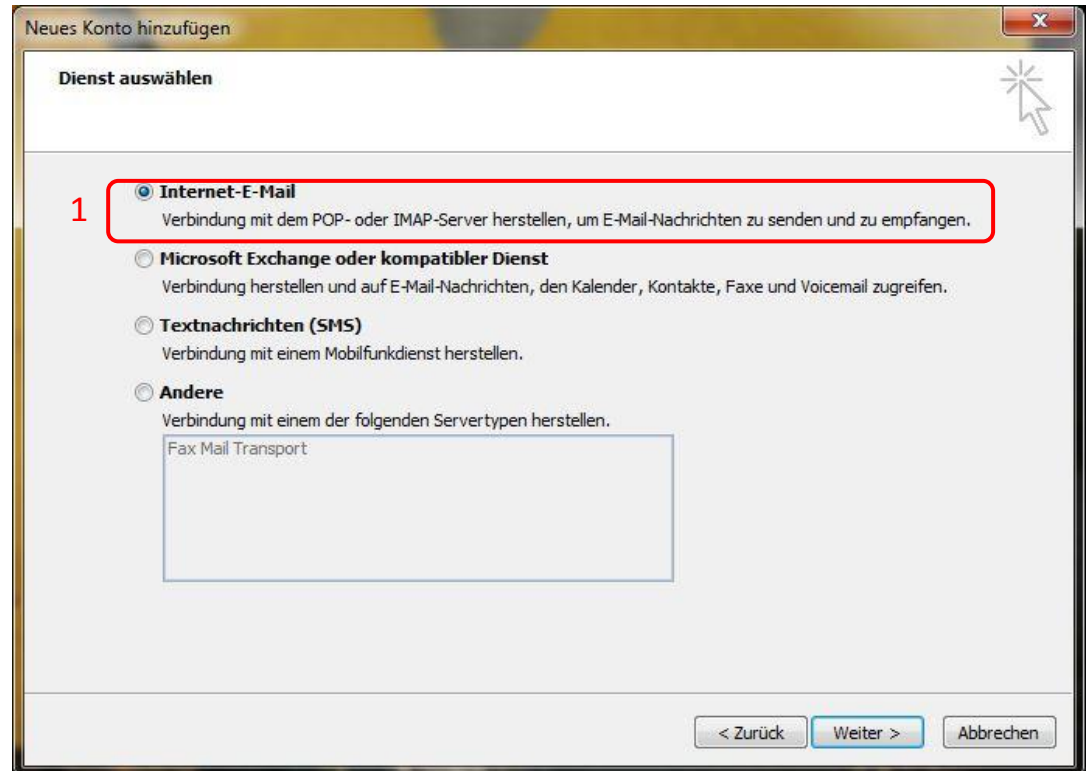 Neues Konto hinzufügen
Dienst auswählen
1
Internet-E-Mail
Verbindung mit dem POP- oder IMAP-Server herstellen, um E-Mail-Nachrichten zu senden und zu empfangen.
Microsoft Exchange oder kompatibler Dienst
Verbindung herstellen und auf E-Mail-Nachrichten, den Kalender, Kontakte, Faxe und Voicemail zugreifen.
Textnachrichten (SMS)
Verbindung mit einem Mobilfunkdienst herstellen.
Andere
Verbindung mit einem der folgenden Servertypen herstellen.
Fax Mail Transport
< Zurück Weiter > Abbrechen